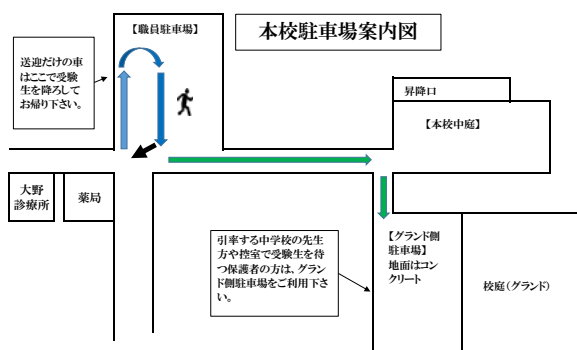 本校駐車場案内図
【職員駐車場】
送迎だけの車
はここで受験
生を降ろして
お帰り下さい。
昇降口
【本校中庭】
大野
診療所
薬局
引率する中学校の先生
方や控室で受験生を待
つ保護者の方は、グラン
ド側駐車場をご利用下さ
い。
【グランド側
駐車場】
地面はコン
クリート
校庭（グランド）